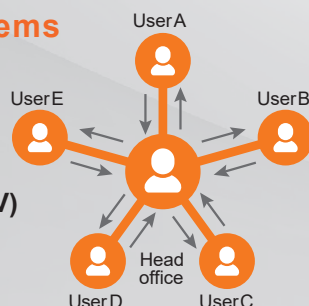 ems
User A
User E
User B
V)
Head
office
User D
User C